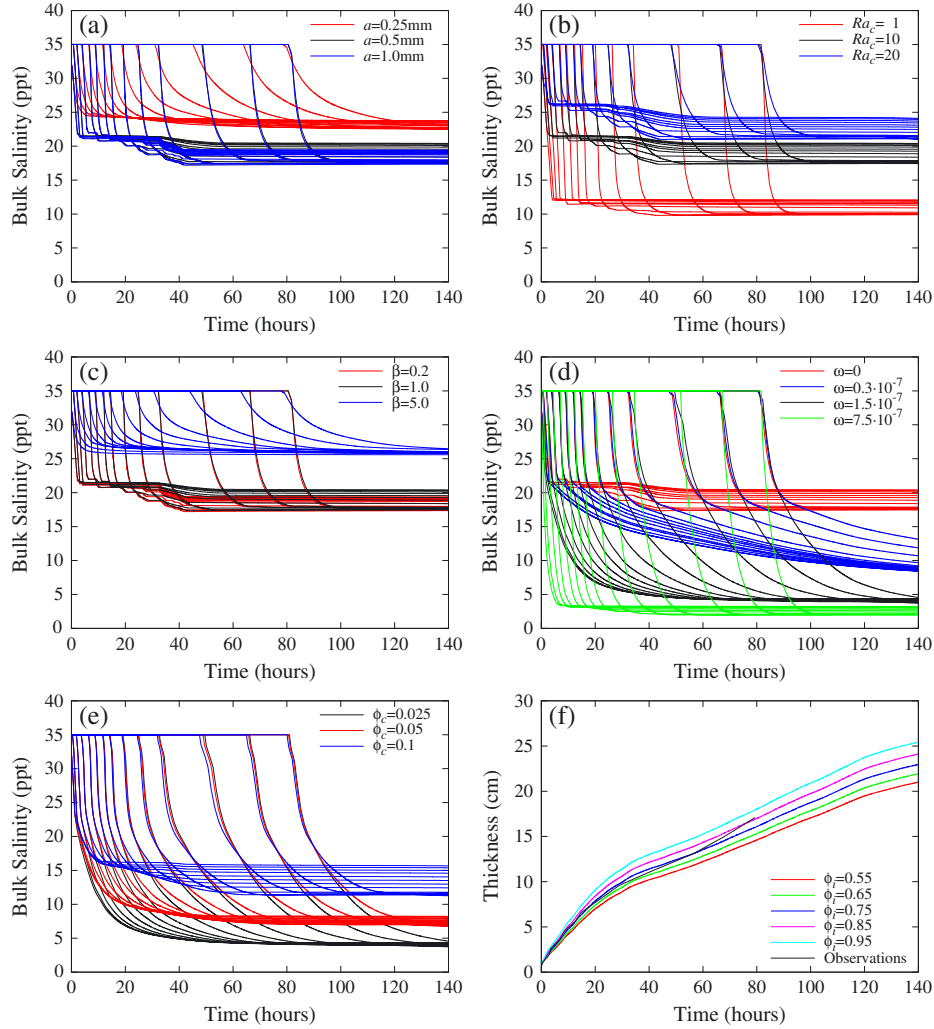 (a)
a=0.25mm
a=0.5mm
a=1.0mm
Bulk Salinity (ppt)
40
35
30
25
20
15
10
5
0
0 20 40 60 80 100 120 140
Time (hours)
(b)
Ra_c= 1
Ra_c=10
Ra_c=20
Bulk Salinity (ppt)
40
35
30
25
20
15
10
5
0
0 20 40 60 80 100 120 140
Time (hours)
(c)
β=0.2
β=1.0
β=5.0
Bulk Salinity (ppt)
40
35
30
25
20
15
10
5
0
0 20 40 60 80 100 120 140
Time (hours)
(d)
ω=0
ω=0.3·10⁻⁷
ω=1.5·10⁻⁷
ω=7.5·10⁻⁷
Bulk Salinity (ppt)
40
35
30
25
20
15
10
5
0
0 20 40 60 80 100 120 140
Time (hours)
(e)
ϕ_c=0.025
ϕ_c=0.05
ϕ_c=0.1
Bulk Salinity (ppt)
40
35
30
25
20
15
10
5
0
0 20 40 60 80 100 120 140
Time (hours)
(f)
Thickness (cm)
30
25
20
15
10
5
0
ϕ_i=0.55
ϕ_i=0.65
ϕ_i=0.75
ϕ_i=0.85
ϕ_i=0.95
Observations
0 20 40 60 80 100 120 140
Time (hours)